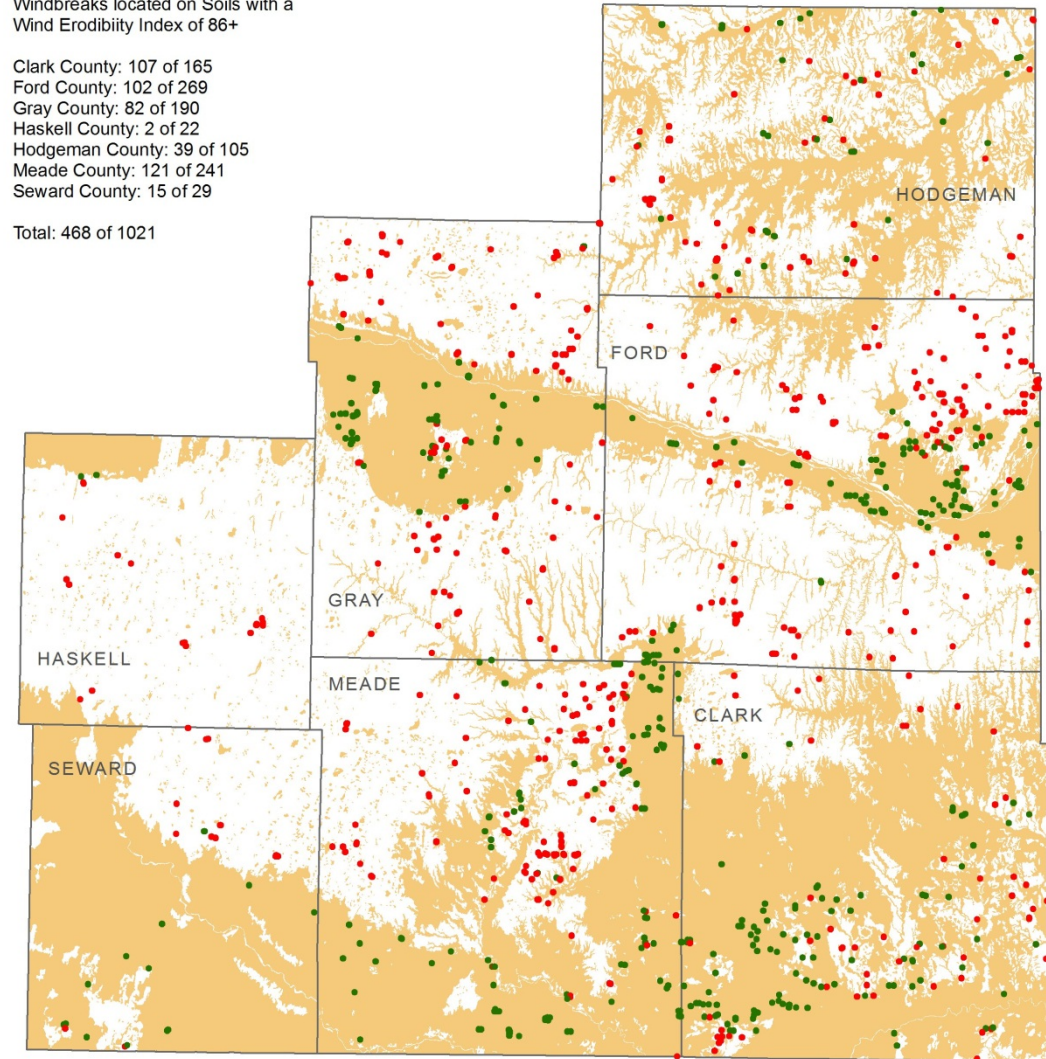 Windbreaks located on Soils with a
Wind Erodibiity Index of 86+
Clark County: 107 of 165
Ford County: 102 of 269
Gray County: 82 of 190
Haskell County: 2 of 22
Hodgeman County: 39 of 105
Meade County: 121 of 241
Seward County: 15 of 29
Total: 468 of 1021
HODGEMAN
FORD
GRAY
HASKELL
MEADE
CLARK
SEWARD